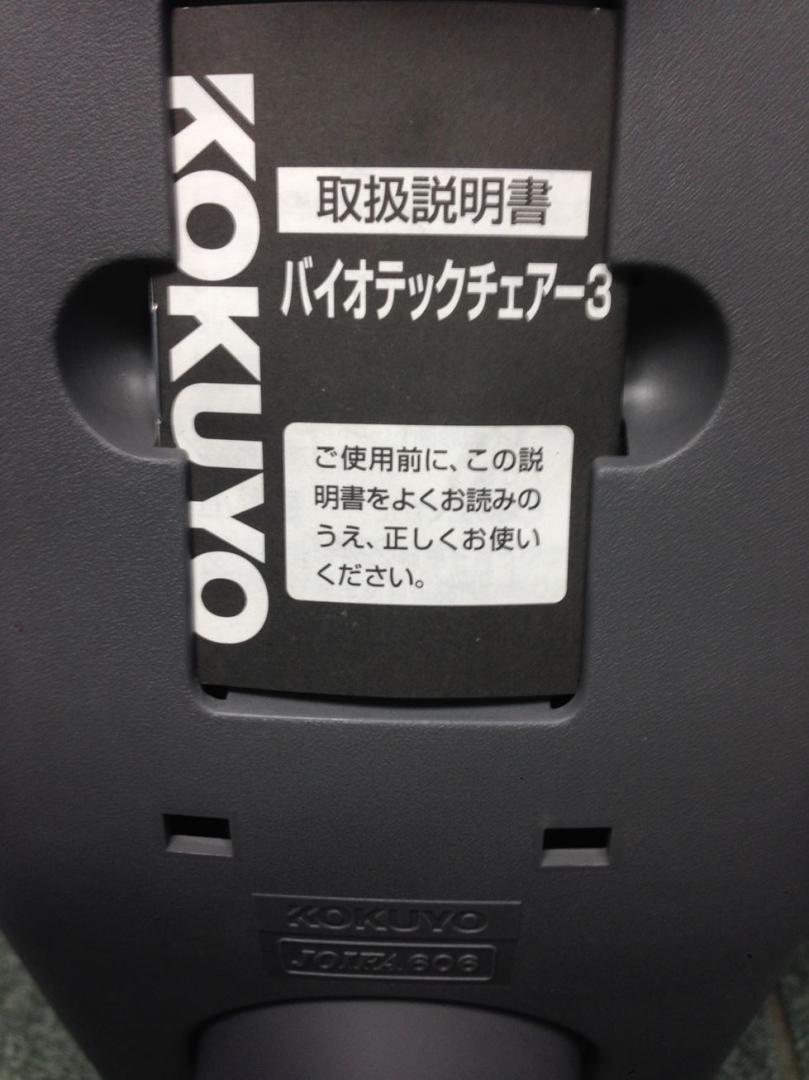 KOKUYO
取扱説明書
バイオテックチェアー3
ご使用前に、この説
明書をよくお読みの
うえ、正しくお使い
ください。
KOKUYO
JOIFA 606